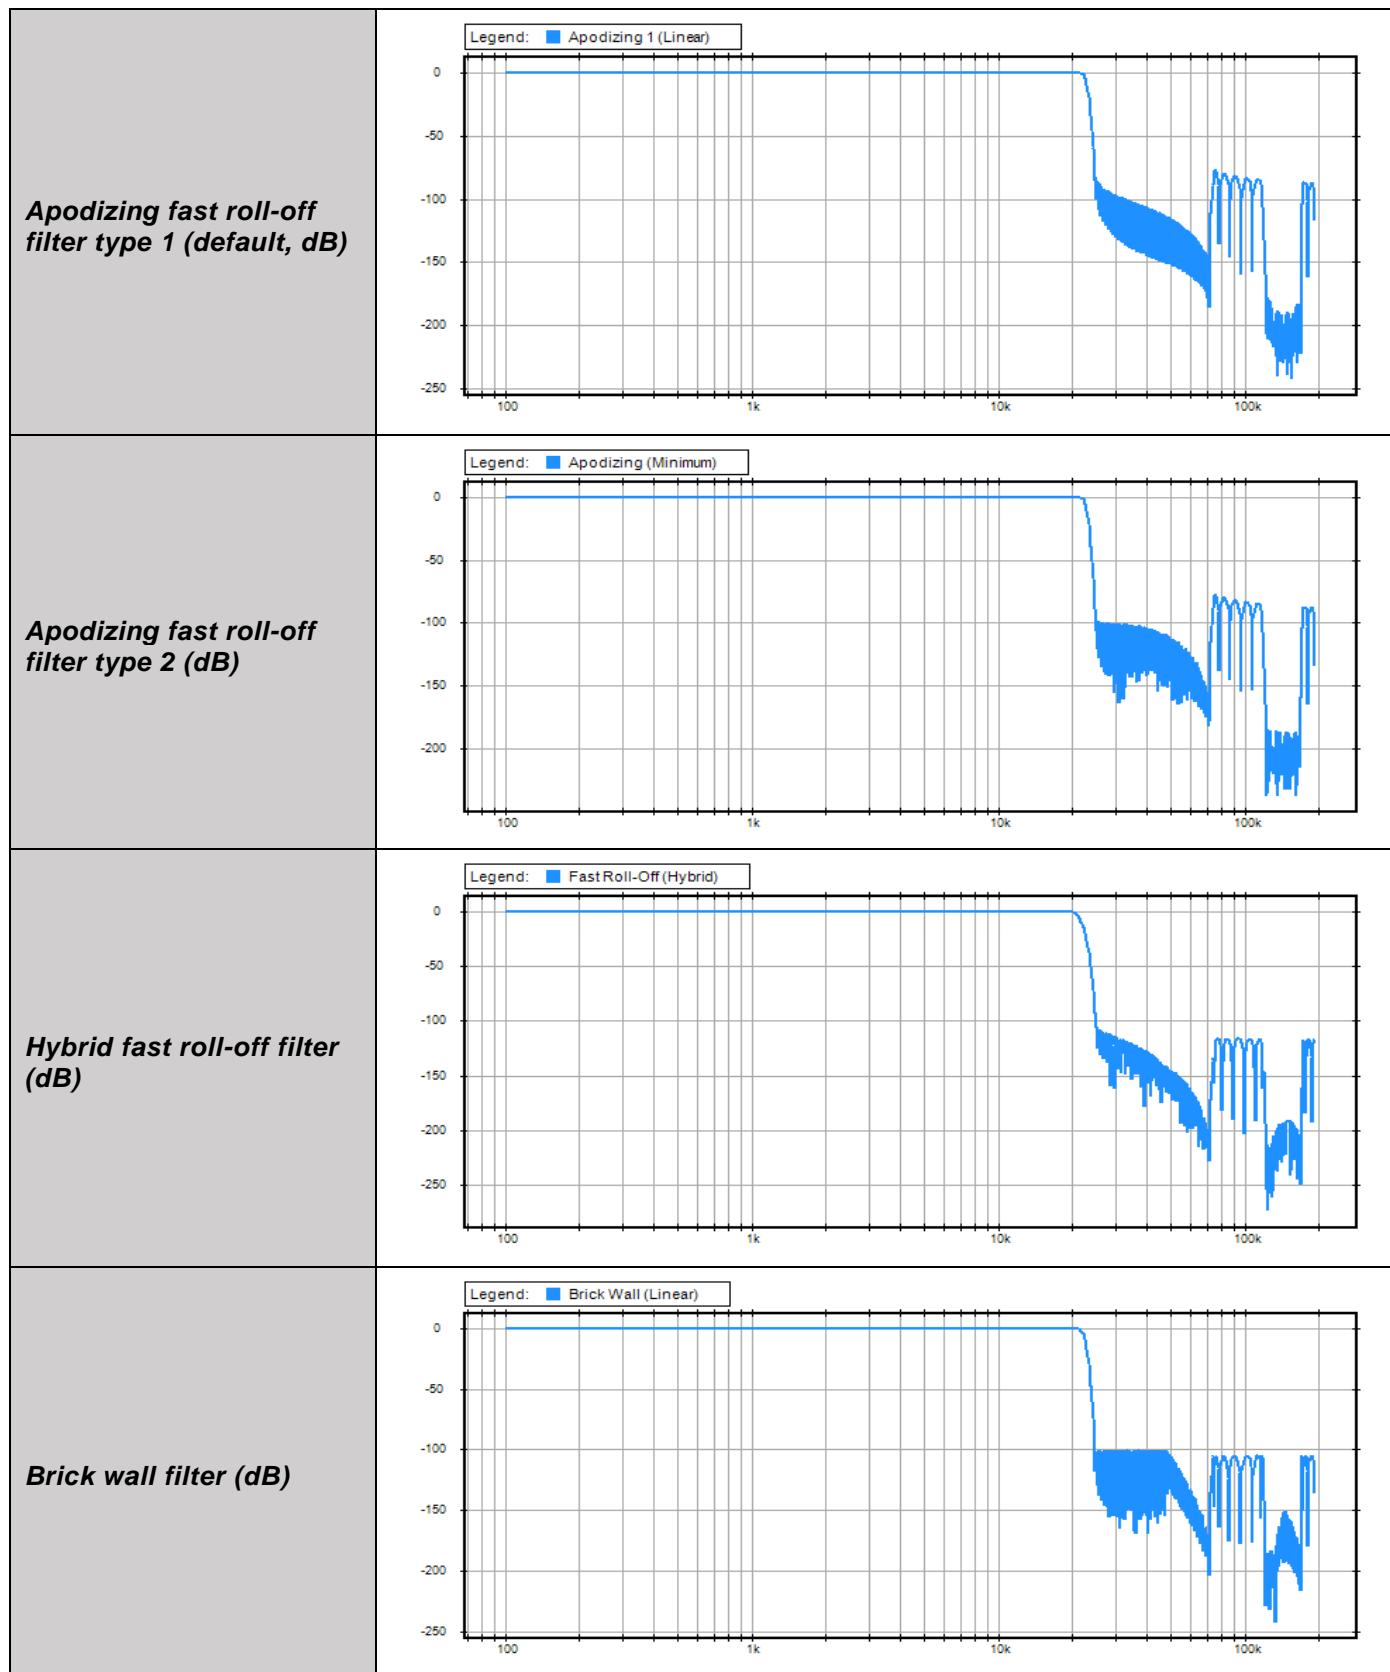 Apodizing fast roll-off
filter type 1 (default, dB)
Legend: Apodizing 1 (Linear)
0
-50
-100
-150
-200
-250
100 1k 10k 100k
Apodizing fast roll-off
filter type 2 (dB)
Legend: Apodizing (Minimum)
0
-50
-100
-150
-200
100 1k 10k 100k
Hybrid fast roll-off filter
(dB)
Legend: Fast Roll-Off (Hybrid)
0
-50
-100
-150
-200
-250
100 1k 10k 100k
Brick wall filter (dB)
Legend: Brick Wall (Linear)
0
-50
-100
-150
-200
-250
100 1k 10k 100k